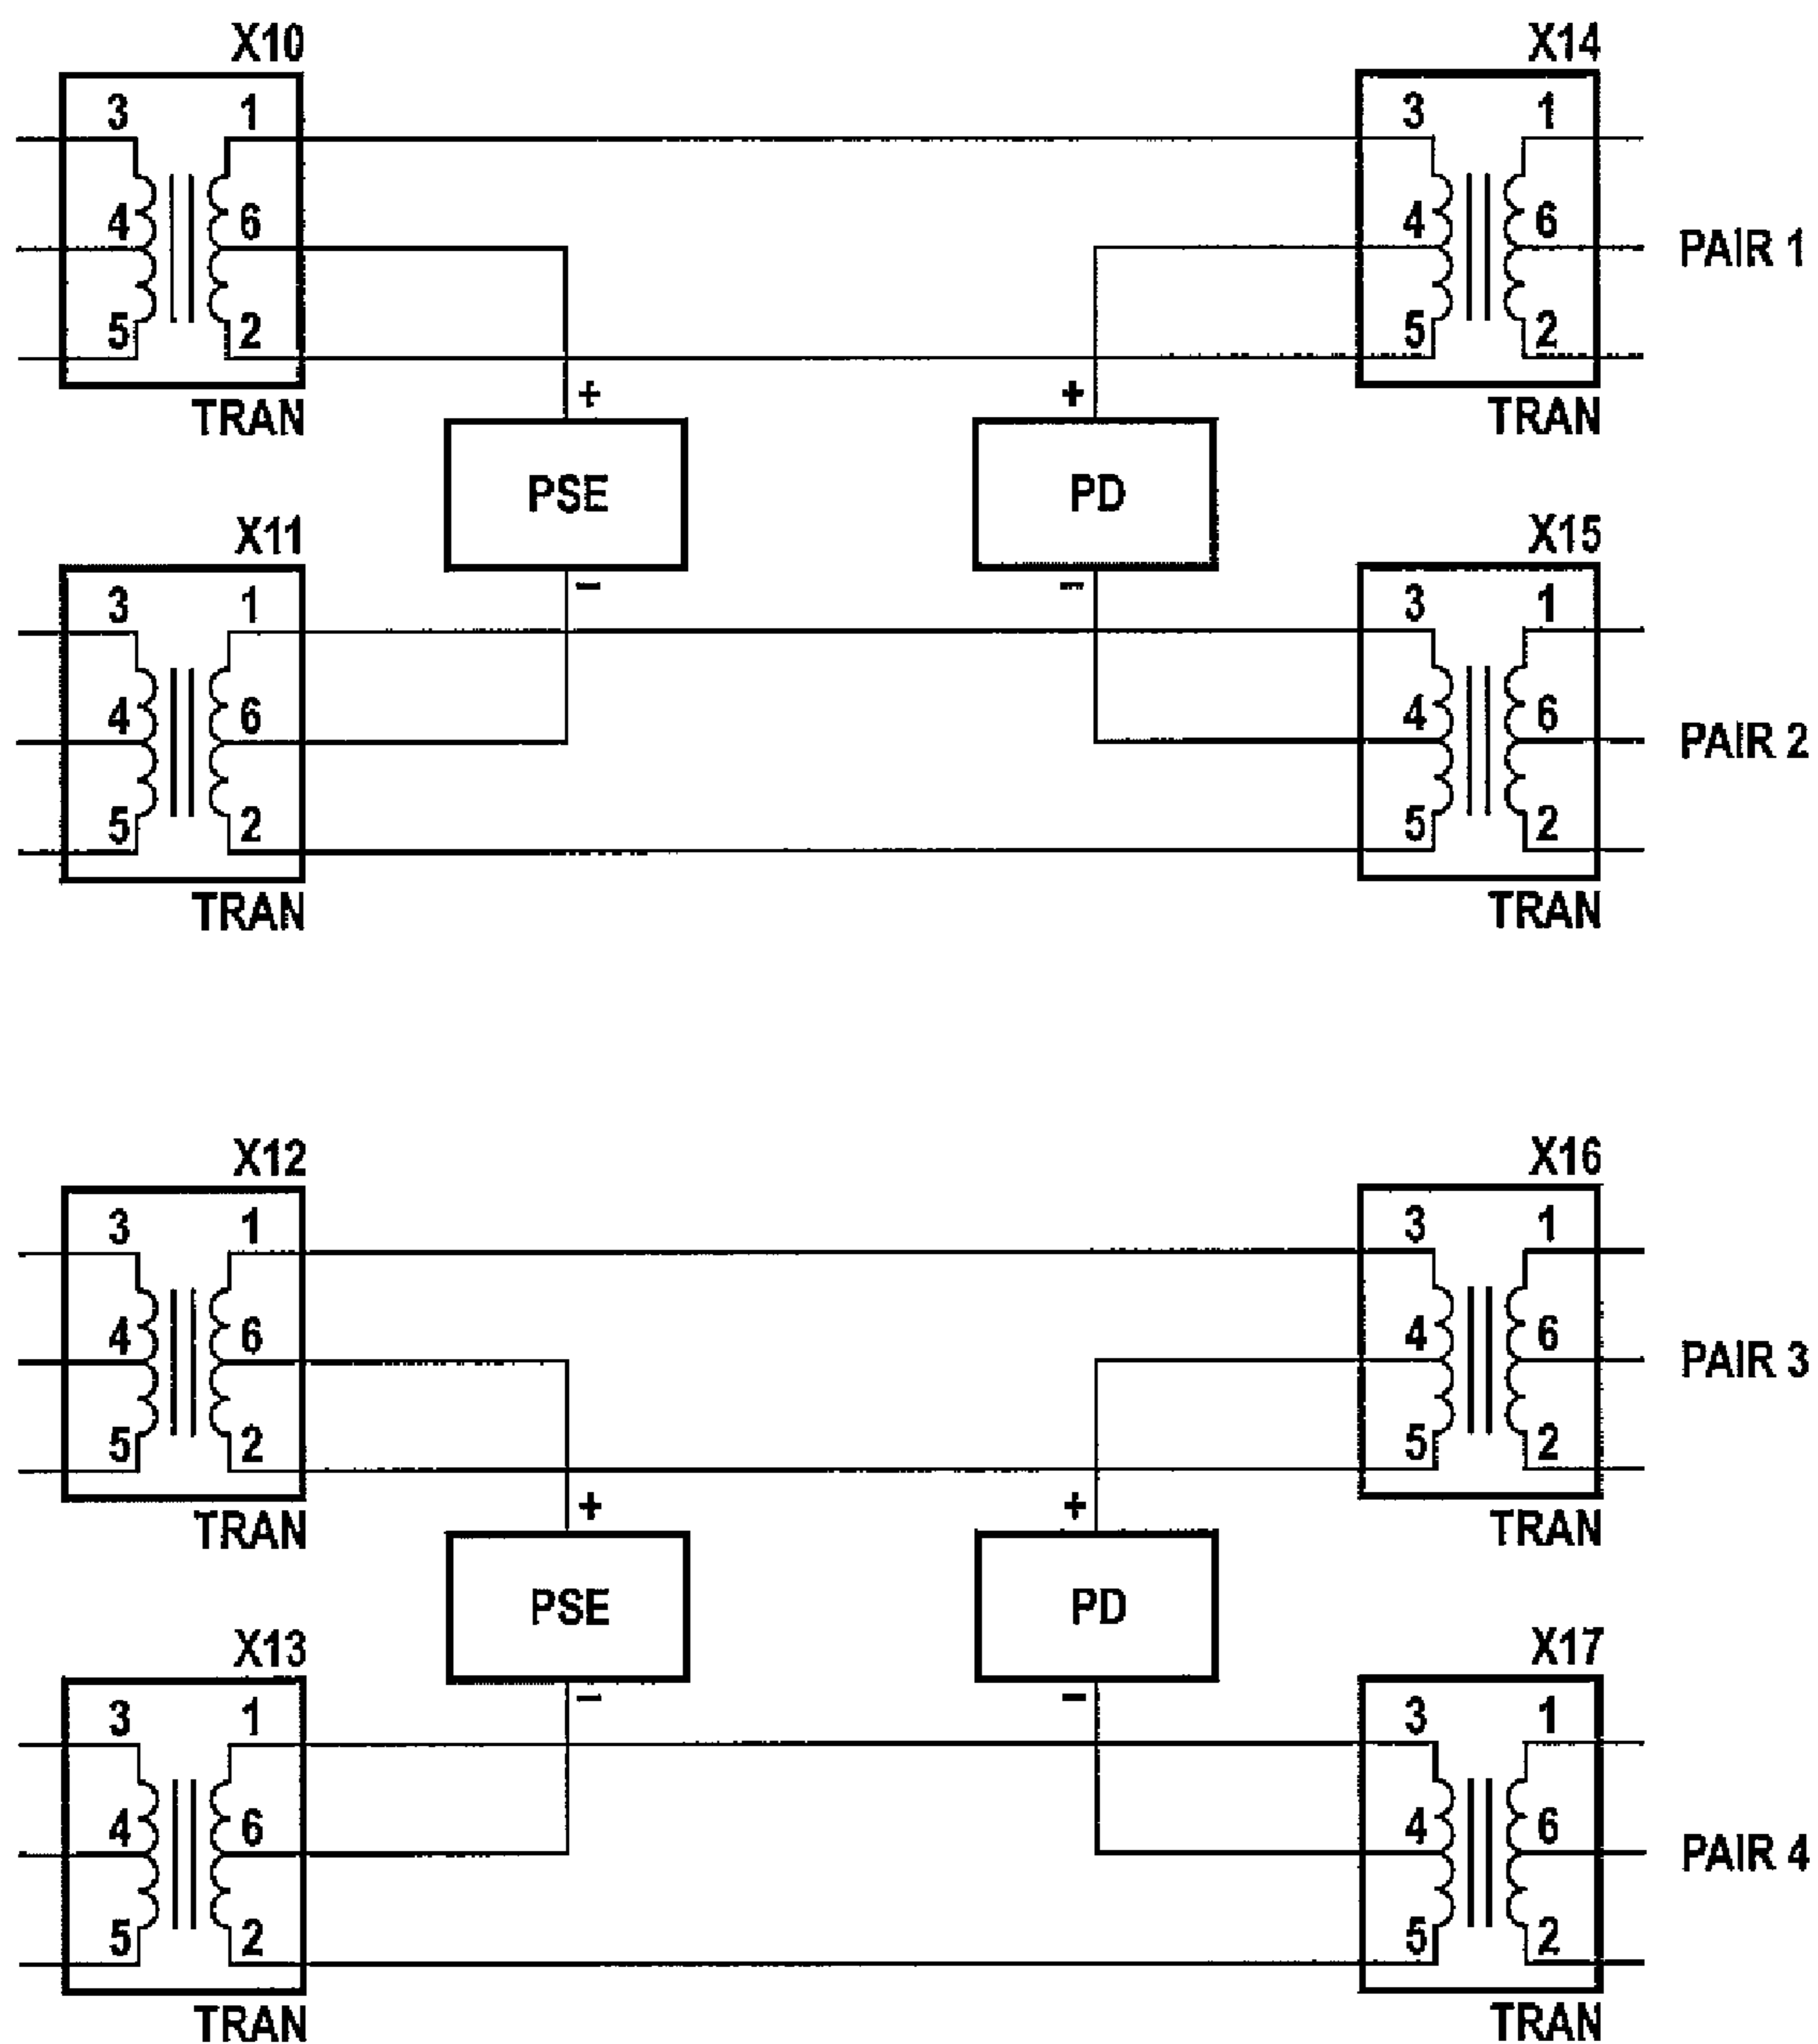 X10 X14
3 1 3 1
4 6 4 6 PAIR 1
5 2 5 2
+ +
TRAN TRAN
PSE PD
X11 X15
- -
3 1 3 1
4 6 4 6 PAIR 2
5 2 5 2
TRAN TRAN
X12 X16
3 1 3 1
4 6 4 6 PAIR 3
5 2 5 2
+ +
TRAN TRAN
PSE PD
X13 X17
- -
3 1 3 1
4 6 4 6 PAIR 4
5 2 5 2
TRAN TRAN